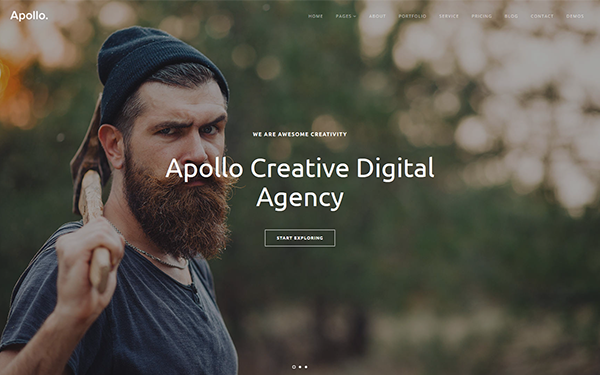 Apollo.
HOME PAGES ABOUT PORTFOLIO SERVICE PRICING BLOG CONTACT DEMOS
WE ARE AWESOME CREATIVITY
Apollo Creative Digital
Agency
START EXPLORING